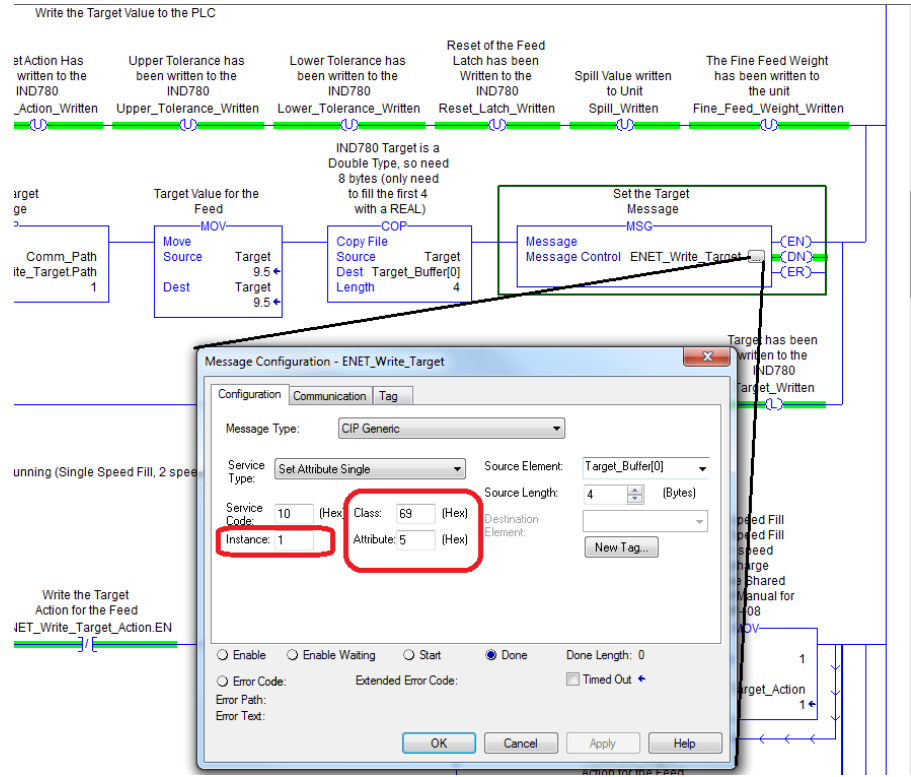 Write the Target Value to the PLC
et Action Has
written to the
IND780
_Action_Written
Upper Tolerance has
been written to the
IND780
Upper_Tolerance_Written
Lower Tolerance has
been written to the
IND780
Lower_Tolerance_Written
Reset of the Feed
Latch has been
Written to the
IND780
Reset_Latch_Written
Spill Value written
to Unit
Spill_Written
The Fine Feed Weight
has been written to
the unit
Fine_Feed_Weight_Written
(U) (U) (U) (U) (U) (U)
IND780 Target is a
Double Type, so need
8 bytes (only need
to fill the first 4
with a REAL)
arget
ge
Comm_Path
ite_Target.Path
1
Target Value for the
Feed
MOV
Move
Source Target
9.5
Dest Target
9.5
COP
Copy File
Source Target
Dest Target_Buffer[0]
Length 4
Set the Target
Message
MSG
Message
Message Control ENET_Write_Target ...
(EN)
(DN)
(ER)
Target has been
written to the
IND780
Target_Written
(L)
Message Configuration - ENET_Write_Target
Configuration Communication Tag
Message Type: CIP Generic
Service
Type: Set Attribute Single
Source Element: Target_Buffer[0]
Source Length: 4 (Bytes)
Service
Code: 10 (Hex) Class: 69 (Hex)
Instance: 1 Attribute: 5 (Hex)
Destination
Element:
New Tag...
Enable Enable Waiting Start Done Done Length: 0
Error Code: Extended Error Code: Timed Out
Error Path:
Error Text:
OK Cancel Apply Help
unning (Single Speed Fill, 2 spee
Write the Target
Action for the Feed
NET_Write_Target_Action.EN
peed Fill
peed Fill
speed
harge
e Shared
Manual for
-08
MOV
1
arget_Action
1
Action for the Feed